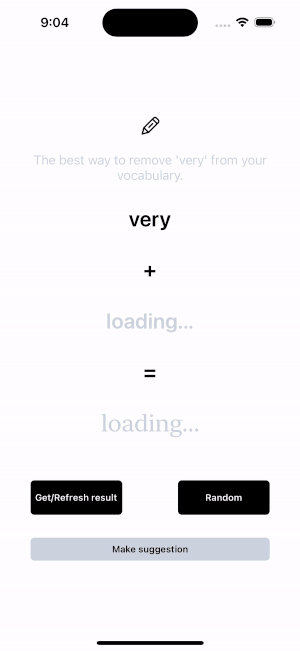 9:04
The best way to remove 'very' from your
vocabulary.
very
+
loading...
=
loading...
Get/Refresh result
Random
Make suggestion